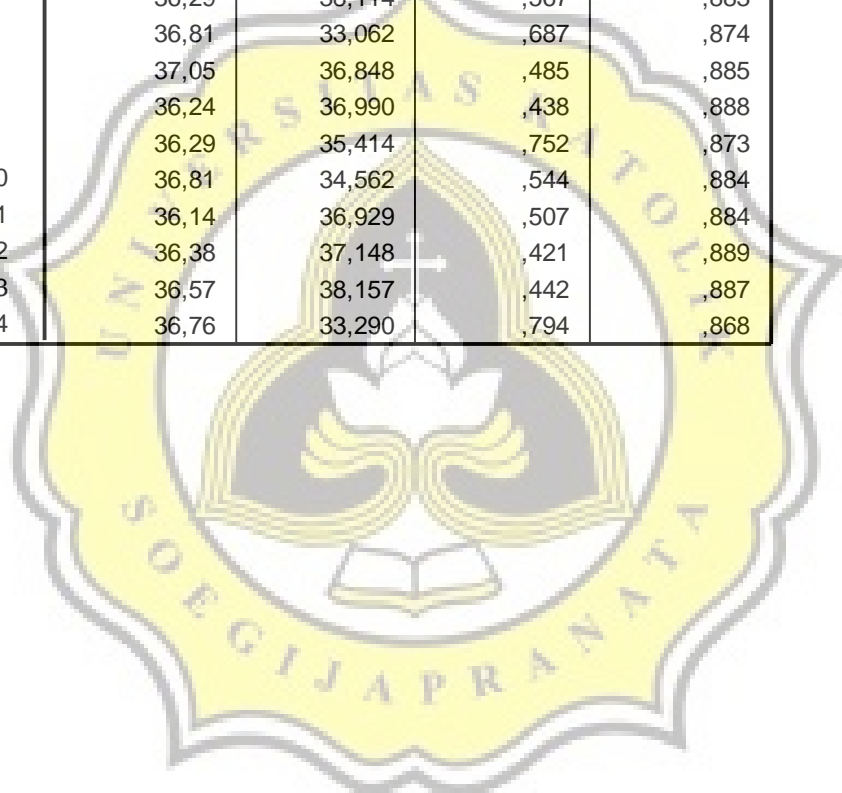 36,81 33,062 ,687 ,874
37,05 36,848 ,485 ,885
36,24 36,990 ,438 ,888
36,29 35,414 ,752 ,873
0 36,81 34,562 ,544 ,884
1 36,14 36,929 ,507 ,884
2 36,38 37,148 ,421 ,889
3 36,57 38,157 ,442 ,887
4 36,76 33,290 ,794 ,868
UNIVERSITAS KATOLIK
SOEGIJAPRANATA